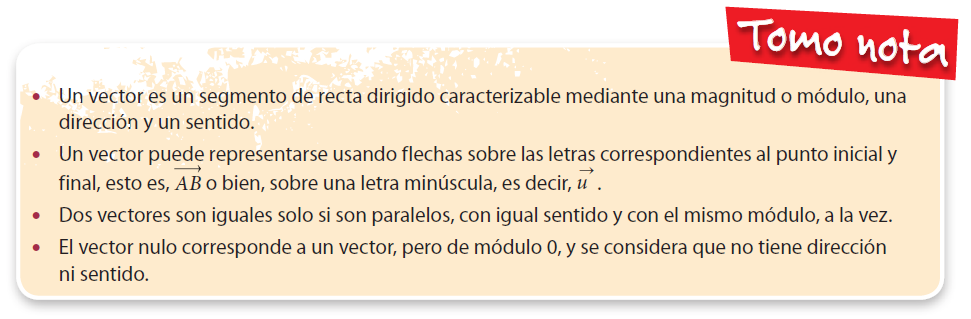 Tomo nota
• Un vector es un segmento de recta dirigido caracterizable mediante una magnitud o módulo, una
dirección y un sentido.
• Un vector puede representarse usando flechas sobre las letras correspondientes al punto inicial y
final, esto es, $\overrightarrow{AB}$ o bien, sobre una letra minúscula, es decir, $\overrightarrow{u}$ .
• Dos vectores son iguales solo si son paralelos, con igual sentido y con el mismo módulo, a la vez.
• El vector nulo corresponde a un vector, pero de módulo 0, y se considera que no tiene dirección
ni sentido.